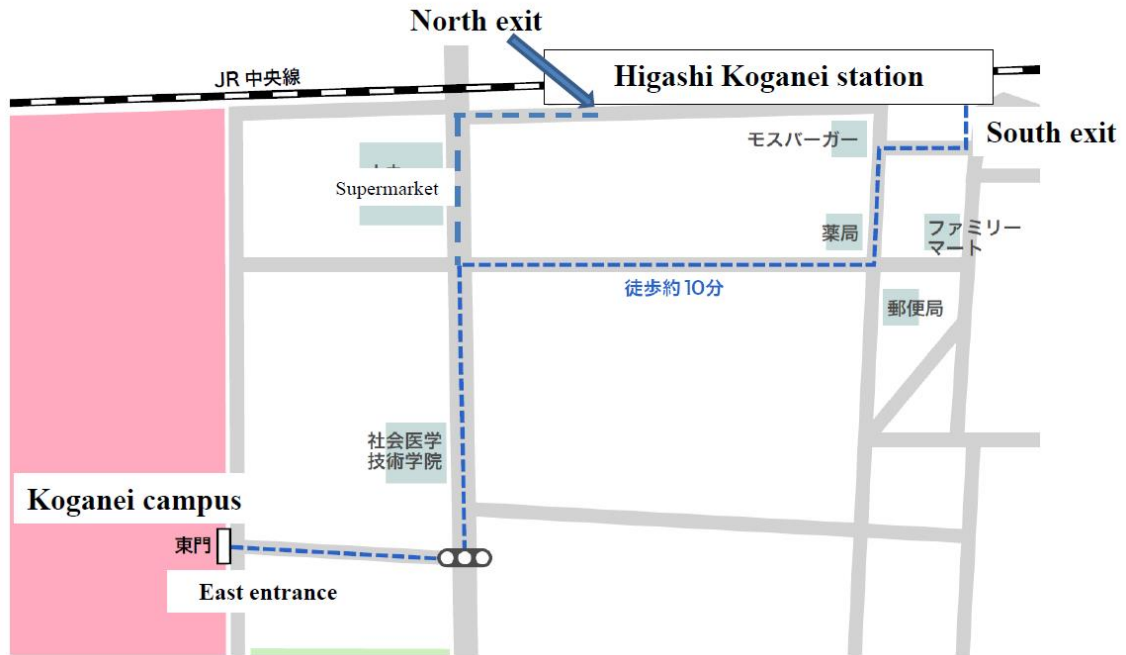 North exit
JR 中央線
Higashi Koganei station
South exit
モスバーガー
Supermarket
薬局
ファミリー
マート
徒歩約10分
郵便局
社会医学
技術学院
Koganei campus
東門
East entrance